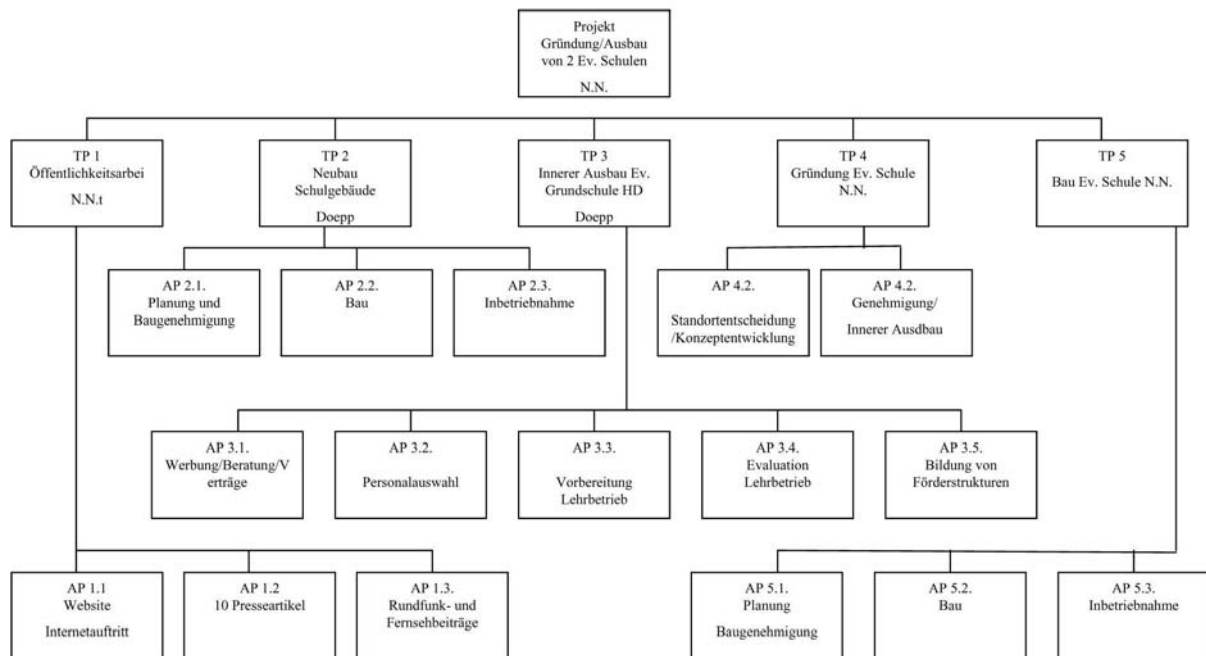 Projekt
Gründung/Ausbau
von 2 Ev. Schulen
N.N.
TP 1
Öffentlichkeitsarbei
N.N.t
TP 2
Neubau
Schulgebäude
Doepp
TP 3
Innerer Ausbau Ev.
Grundschule HD
Doepp
TP 4
Gründung Ev. Schule
N.N.
TP 5
Bau Ev. Schule N.N.
AP 2.1.
Planung und
Baugenehmigung
AP 2.2.
Bau
AP 2.3.
Inbetriebnahme
AP 4.2.
Standortentscheidung
/Konzeptentwicklung
AP 4.2.
Genehmigung/
Innerer Ausdbau
AP 3.1.
Werbung/Beratung/V
erträge
AP 3.2.
Personalauswahl
AP 3.3.
Vorbereitung
Lehrbetrieb
AP 3.4.
Evaluation
Lehrbetrieb
AP 3.5.
Bildung von
Förderstrukturen
AP 1.1
Website
Internetauftritt
AP 1.2
10 Presseartikel
AP 1.3.
Rundfunk- und
Fernsehbeiträge
AP 5.1.
Planung
Baugenehmigung
AP 5.2.
Bau
AP 5.3.
Inbetriebnahme